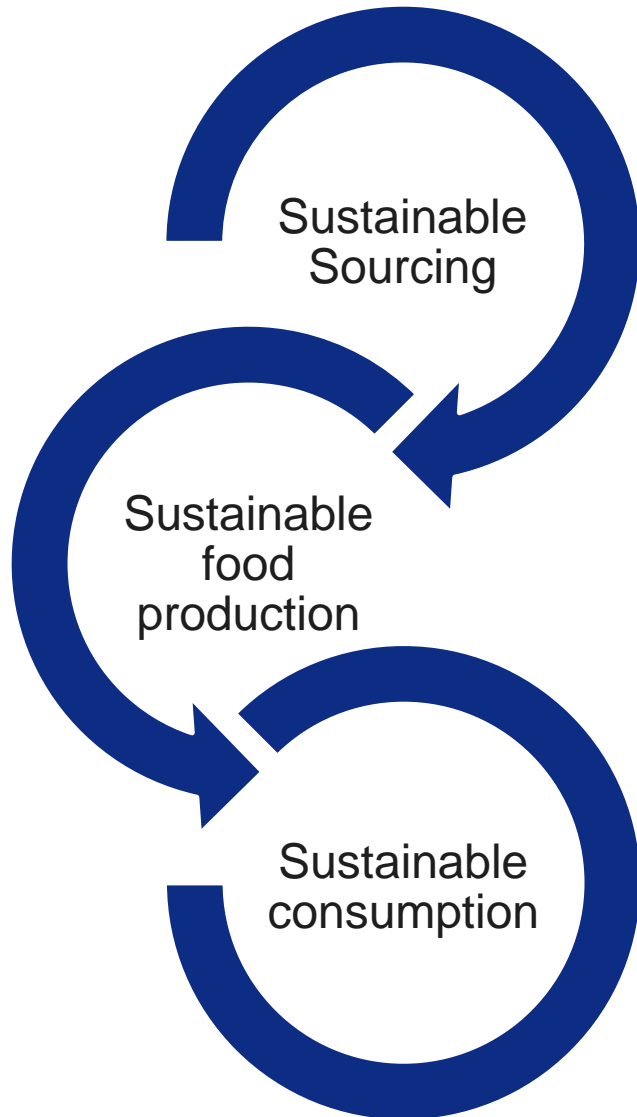 Sustainable
Sourcing
Sustainable
food
production
Sustainable
consumption